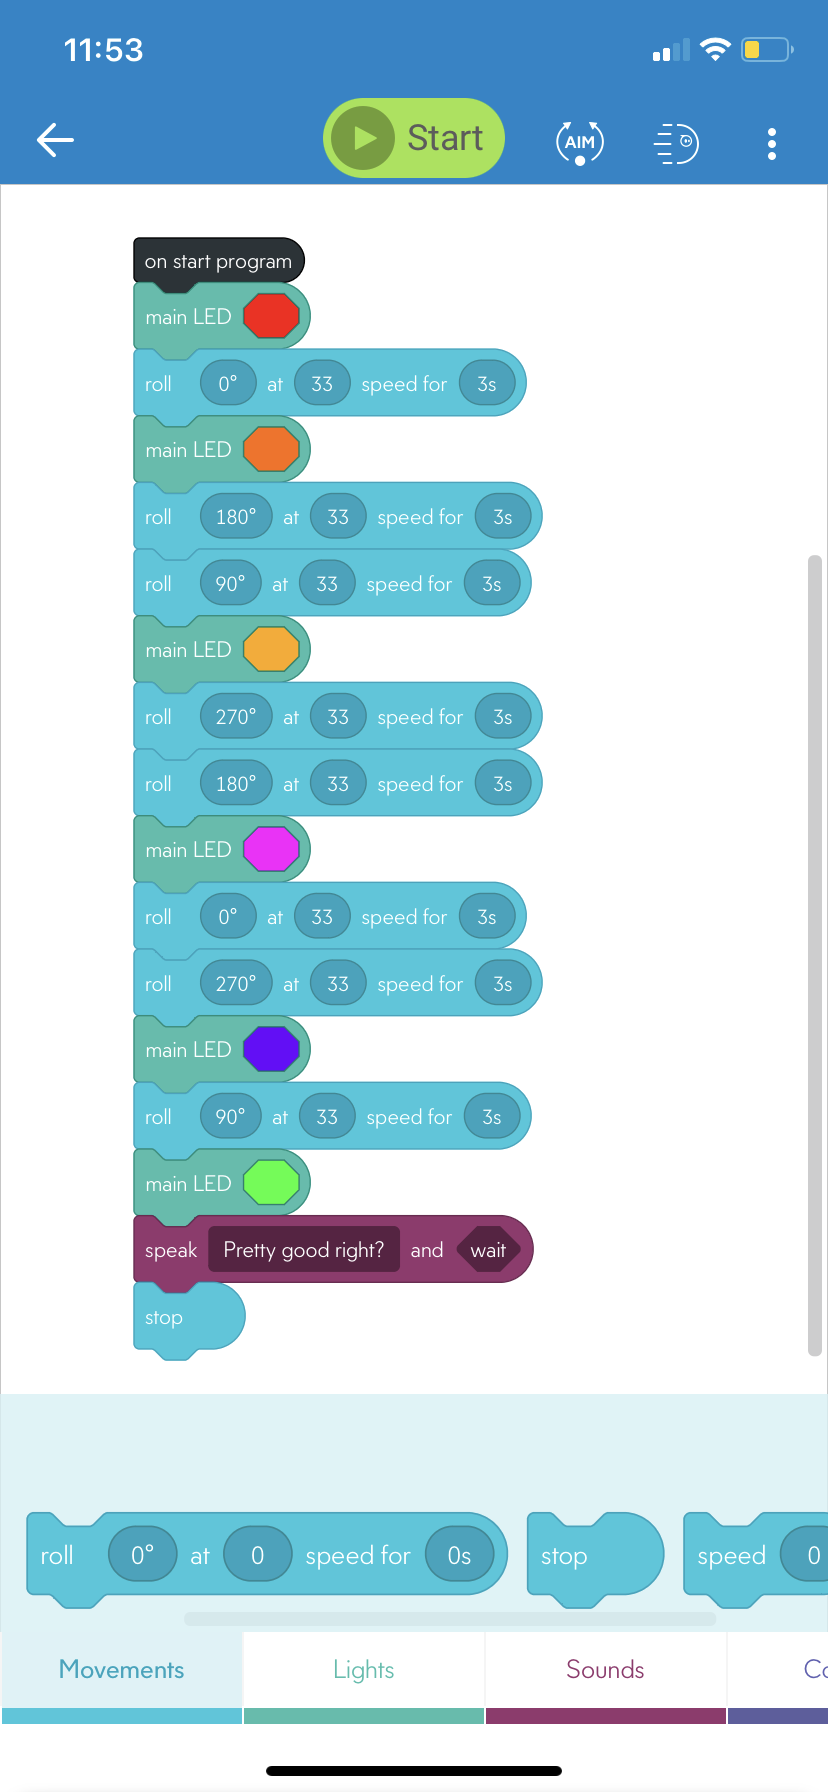 11:53
Start
AIM
on start program
main LED
roll 0° at 33 speed for 3s
main LED
roll 180° at 33 speed for 3s
roll 90° at 33 speed for 3s
main LED
roll 270° at 33 speed for 3s
roll 180° at 33 speed for 3s
main LED
roll 0° at 33 speed for 3s
roll 270° at 33 speed for 3s
main LED
roll 90° at 33 speed for 3s
main LED
speak Pretty good right? and wait
stop
roll 0° at 0 speed for 0s stop speed 0
Movements Lights Sounds